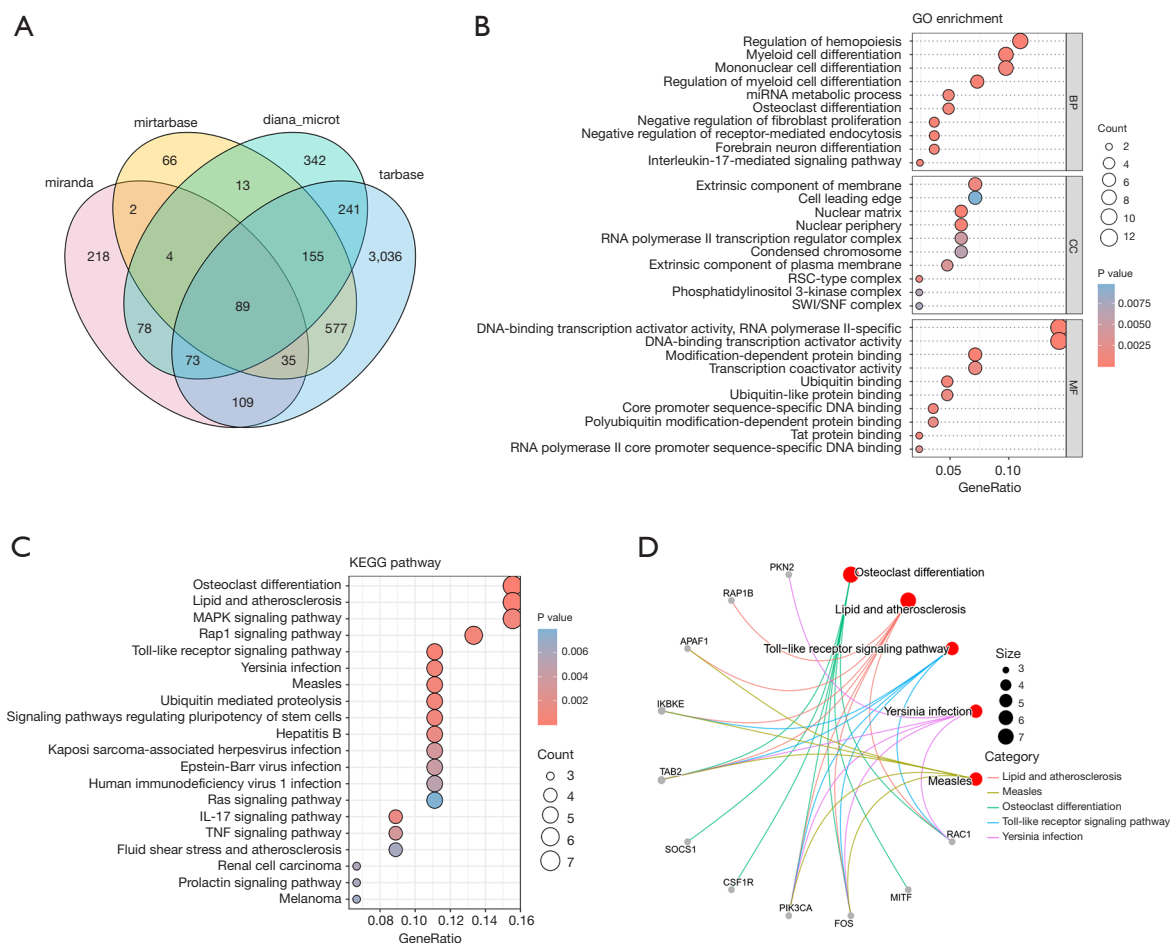 A
mirtarbase
diana_microt
miranda
tarbase
66
342
13
2
241
218
4
155
3,036
89
78
577
73
35
109
B
GO enrichment
Regulation of hemopoiesis
Myeloid cell differentiation
Mononuclear cell differentiation
Regulation of myeloid cell differentiation
miRNA metabolic process
Osteoclast differentiation
Negative regulation of fibroblast proliferation
Negative regulation of receptor-mediated endocytosis
Forebrain neuron differentiation
Interleukin-17-mediated signaling pathway
BP
Extrinsic component of membrane
Cell leading edge
Nuclear matrix
Nuclear periphery
RNA polymerase II transcription regulator complex
Condensed chromosome
Extrinsic component of plasma membrane
RSC-type complex
Phosphatidylinositol 3-kinase complex
SWI/SNF complex
CC
DNA-binding transcription activator activity, RNA polymerase II-specific
DNA-binding transcription activator activity
Modification-dependent protein binding
Transcription coactivator activity
Ubiquitin binding
Ubiquitin-like protein binding
Core promoter sequence-specific DNA binding
Polyubiquitin modification-dependent protein binding
Tat protein binding
RNA polymerase II core promoter sequence-specific DNA binding
MF
0.05 0.10
GeneRatio
Count
2
4
6
8
10
12
P value
0.0075
0.0050
0.0025
C
KEGG pathway
Osteoclast differentiation
Lipid and atherosclerosis
MAPK signaling pathway
Rap1 signaling pathway
Toll-like receptor signaling pathway
Yersinia infection
Measles
Ubiquitin mediated proteolysis
Signaling pathways regulating pluripotency of stem cells
Hepatitis B
Kaposi sarcoma-associated herpesvirus infection
Epstein-Barr virus infection
Human immunodeficiency virus 1 infection
Ras signaling pathway
IL-17 signaling pathway
TNF signaling pathway
Fluid shear stress and atherosclerosis
Renal cell carcinoma
Prolactin signaling pathway
Melanoma
0.08 0.10 0.12 0.14 0.16
GeneRatio
P value
0.006
0.004
0.002
Count
3
4
5
6
7
D
PKN2
Osteoclast differentiation
RAP1B
Lipid and atherosclerosis
APAF1
Toll-like receptor signaling pathway
IKBKE
Yersinia infection
TAB2
Measles
SOCS1
RAC1
CSF1R
MITF
PIK3CA
FOS
Size
3
4
5
6
7
Category
Lipid and atherosclerosis
Measles
Osteoclast differentiation
Toll-like receptor signaling pathway
Yersinia infection